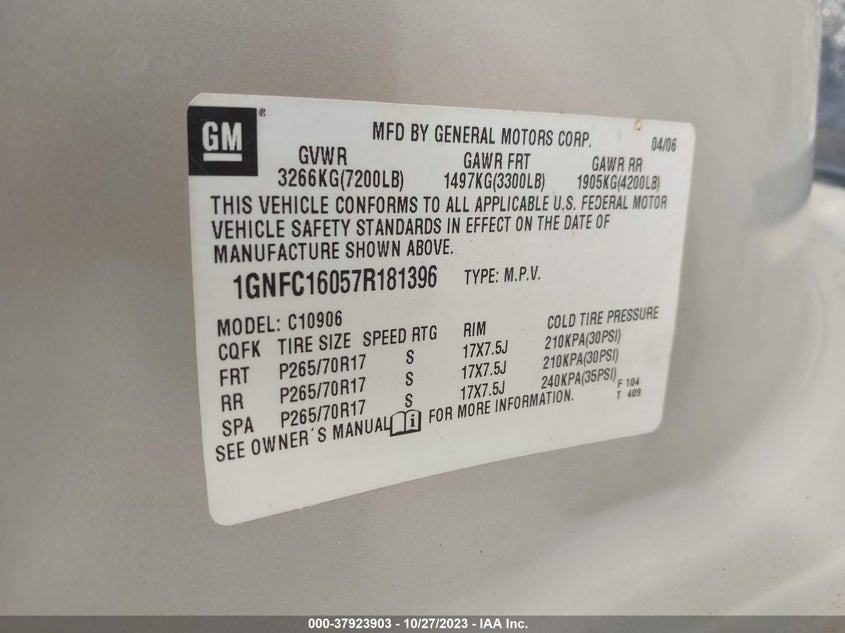 GM®
MFD BY GENERAL MOTORS CORP. 04/06
GVWR GAWR FRT GAWR RR
3266KG(7200LB) 1497KG(3300LB) 1905KG(4200LB)
THIS VEHICLE CONFORMS TO ALL APPLICABLE U.S. FEDERAL MOTOR
VEHICLE SAFETY STANDARDS IN EFFECT ON THE DATE OF
MANUFACTURE SHOWN ABOVE.
1GNFC16057R181396 TYPE: M.P.V.
MODEL: C10906
CQFK TIRE SIZE SPEED RTG RIM COLD TIRE PRESSURE
FRT P265/70R17 S 17X7.5J 210KPA(30PSI)
RR P265/70R17 S 17X7.5J 210KPA(30PSI)
SPA P265/70R17 S 17X7.5J 240KPA(35PSI) F 104
T 409
SEE OWNER'S MANUAL i FOR MORE INFORMATION.
000-37923903 / 10/27/2023 - IAA Inc.